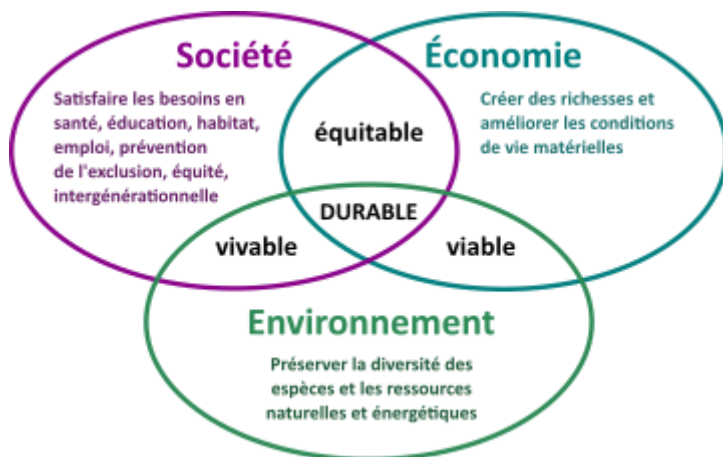 Société
Satisfaire les besoins en
santé, éducation, habitat,
emploi, prévention
de l'exclusion, équité,
intergénérationnelle
Économie
Créer des richesses et
améliorer les conditions
de vie matérielles
équitable
DURABLE
vivable
viable
Environnement
Préserver la diversité des
espèces et les ressources
naturelles et énergétiques